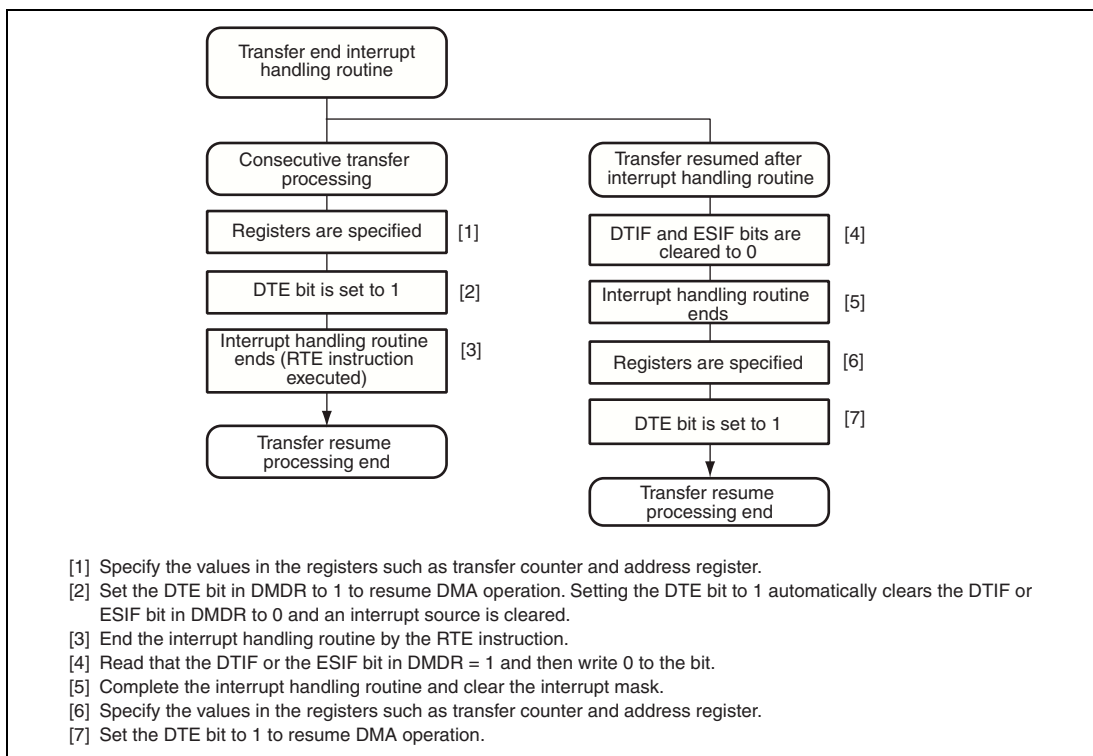 Transfer end interrupt
handling routine
Consecutive transfer
processing
Registers are specified [1]
DTE bit is set to 1 [2]
Interrupt handling routine
ends (RTE instruction
executed) [3]
Transfer resume
processing end
Transfer resumed after
interrupt handling routine
DTIF and ESIF bits are
cleared to 0 [4]
Interrupt handling routine
ends [5]
Registers are specified [6]
DTE bit is set to 1 [7]
Transfer resume
processing end
[1] Specify the values in the registers such as transfer counter and address register.
[2] Set the DTE bit in DMDR to 1 to resume DMA operation. Setting the DTE bit to 1 automatically clears the DTIF or
ESIF bit in DMDR to 0 and an interrupt source is cleared.
[3] End the interrupt handling routine by the RTE instruction.
[4] Read that the DTIF or the ESIF bit in DMDR = 1 and then write 0 to the bit.
[5] Complete the interrupt handling routine and clear the interrupt mask.
[6] Specify the values in the registers such as transfer counter and address register.
[7] Set the DTE bit to 1 to resume DMA operation.